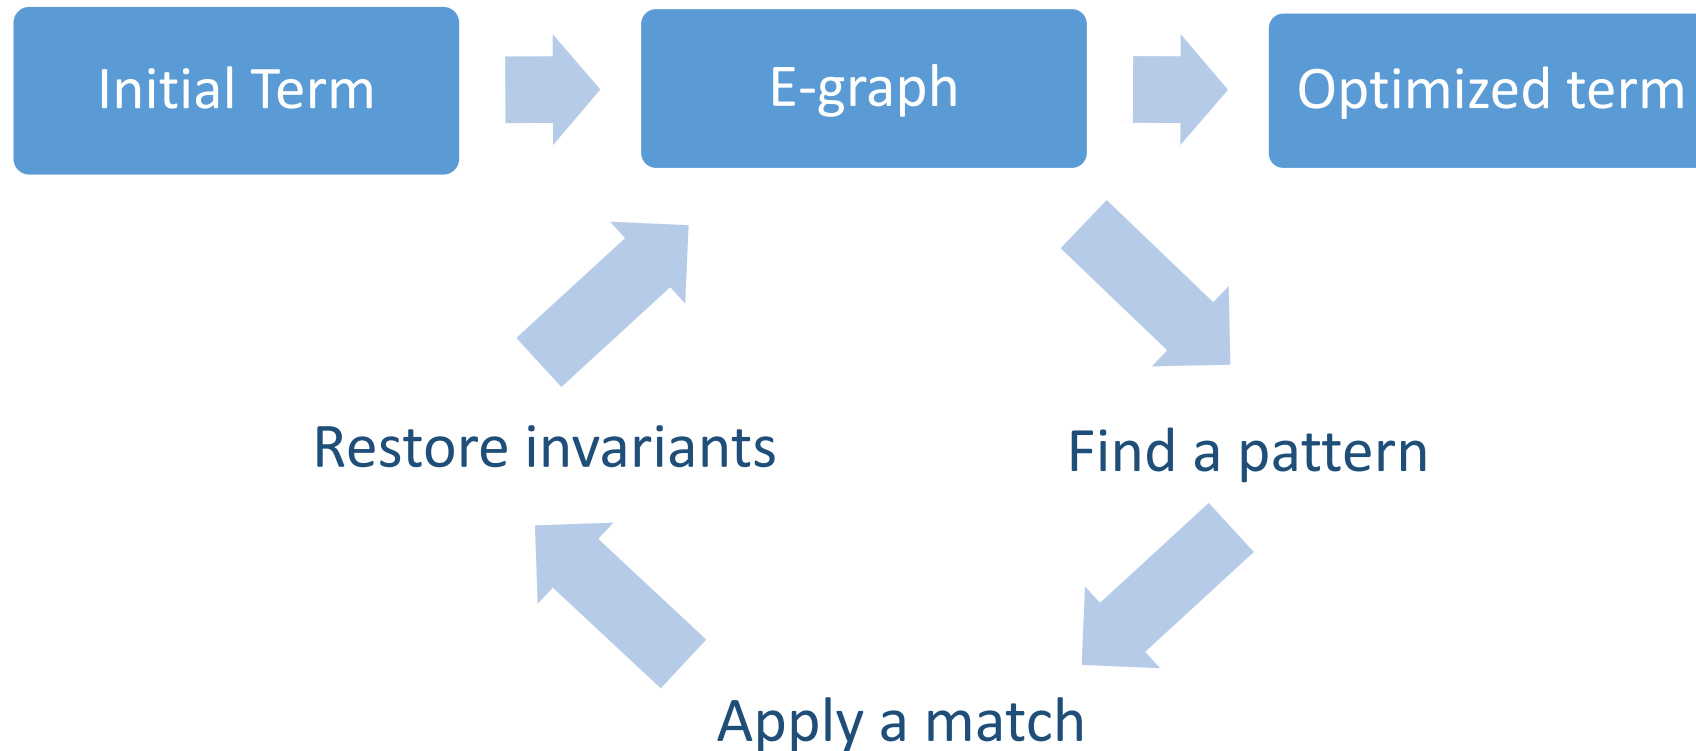 Initial Term
E-graph
Optimized term
Restore invariants
Find a pattern
Apply a match